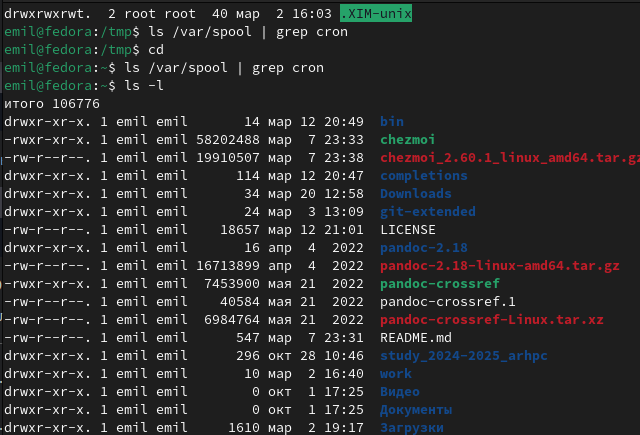 drwxrwxrwt. 2 root root  40 мар  2 16:03 .XIM-unix
emil@fedora:/tmp$ ls /var/spool | grep cron
emil@fedora:/tmp$ cd
emil@fedora:~$ ls /var/spool | grep cron
emil@fedora:~$ ls -l
итого 106776
drwxr-xr-x. 1 emil emil       14 мар 12 20:49 bin
-rwxr-xr-x. 1 emil emil 58202488 мар  7 23:33 chezmoi
-rw-r--r--. 1 emil emil 19910507 мар  7 23:38 chezmoi_2.60.1_linux_amd64.tar.gz
drwxr-xr-x. 1 emil emil      114 мар 12 20:47 completions
drwxr-xr-x. 1 emil emil       34 мар 20 12:58 Downloads
drwxr-xr-x. 1 emil emil       24 мар  3 13:09 git-extended
-rw-r--r--. 1 emil emil    18657 мар 12 21:01 LICENSE
drwxr-xr-x. 1 emil emil       16 апр  4  2022 pandoc-2.18
-rw-r--r--. 1 emil emil 16713899 апр  4  2022 pandoc-2.18-linux-amd64.tar.gz
-rwxr-xr-x. 1 emil emil  7453900 мая 21  2022 pandoc-crossref
-rw-r--r--. 1 emil emil    40584 мая 21  2022 pandoc-crossref.1
-rw-r--r--. 1 emil emil  6984764 мая 21  2022 pandoc-crossref-Linux.tar.xz
-rw-r--r--. 1 emil emil      547 мар  7 23:31 README.md
drwxr-xr-x. 1 emil emil      296 окт 28 10:46 study_2024-2025_arhpc
drwxr-xr-x. 1 emil emil       10 мар  2 16:40 work
drwxr-xr-x. 1 emil emil        0 окт  1 17:25 Видео
drwxr-xr-x. 1 emil emil        0 окт  1 17:25 Документы
drwxr-xr-x. 1 emil emil     1610 мар  2 19:17 Загрузки